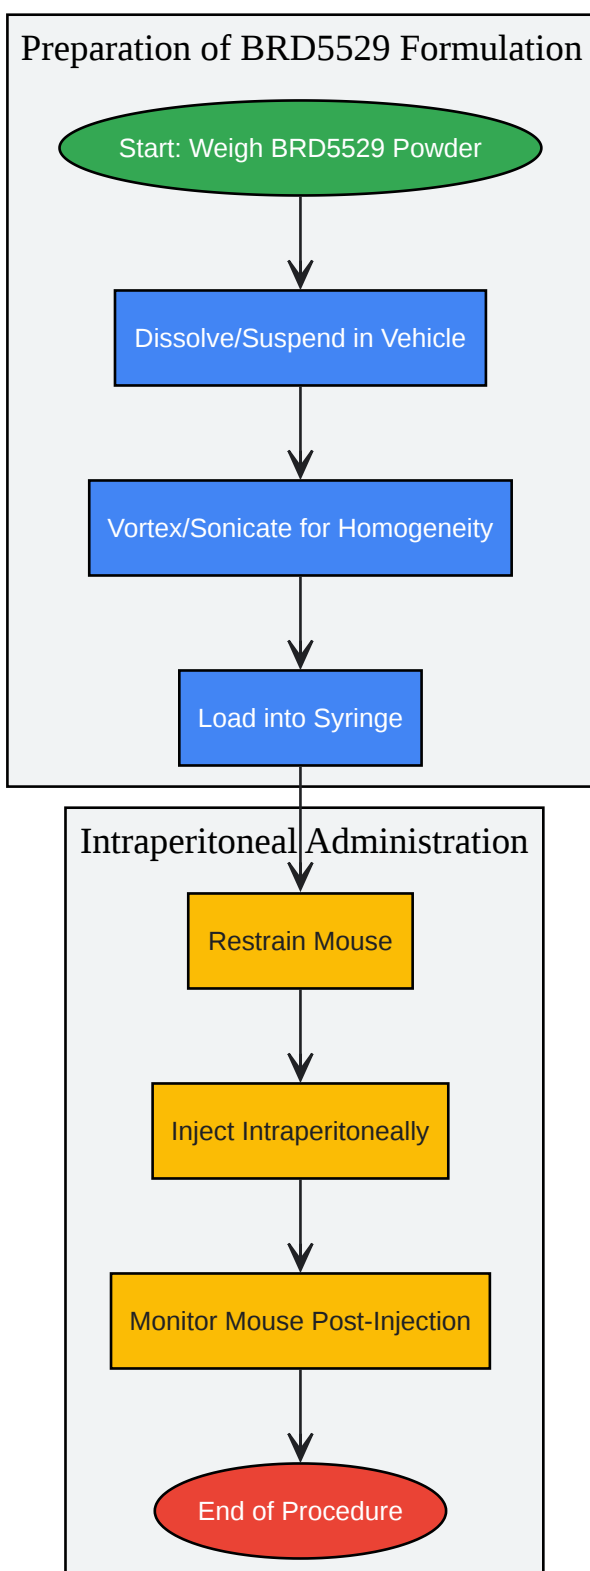 Preparation of BRD5529 Formulation
Start: Weigh BRD5529 Powder
Dissolve/Suspend in Vehicle
Vortex/Sonicate for Homogeneity
Load into Syringe
Intraperitoneal Administration
Restrain Mouse
Inject Intraperitoneally
Monitor Mouse Post-Injection
End of Procedure